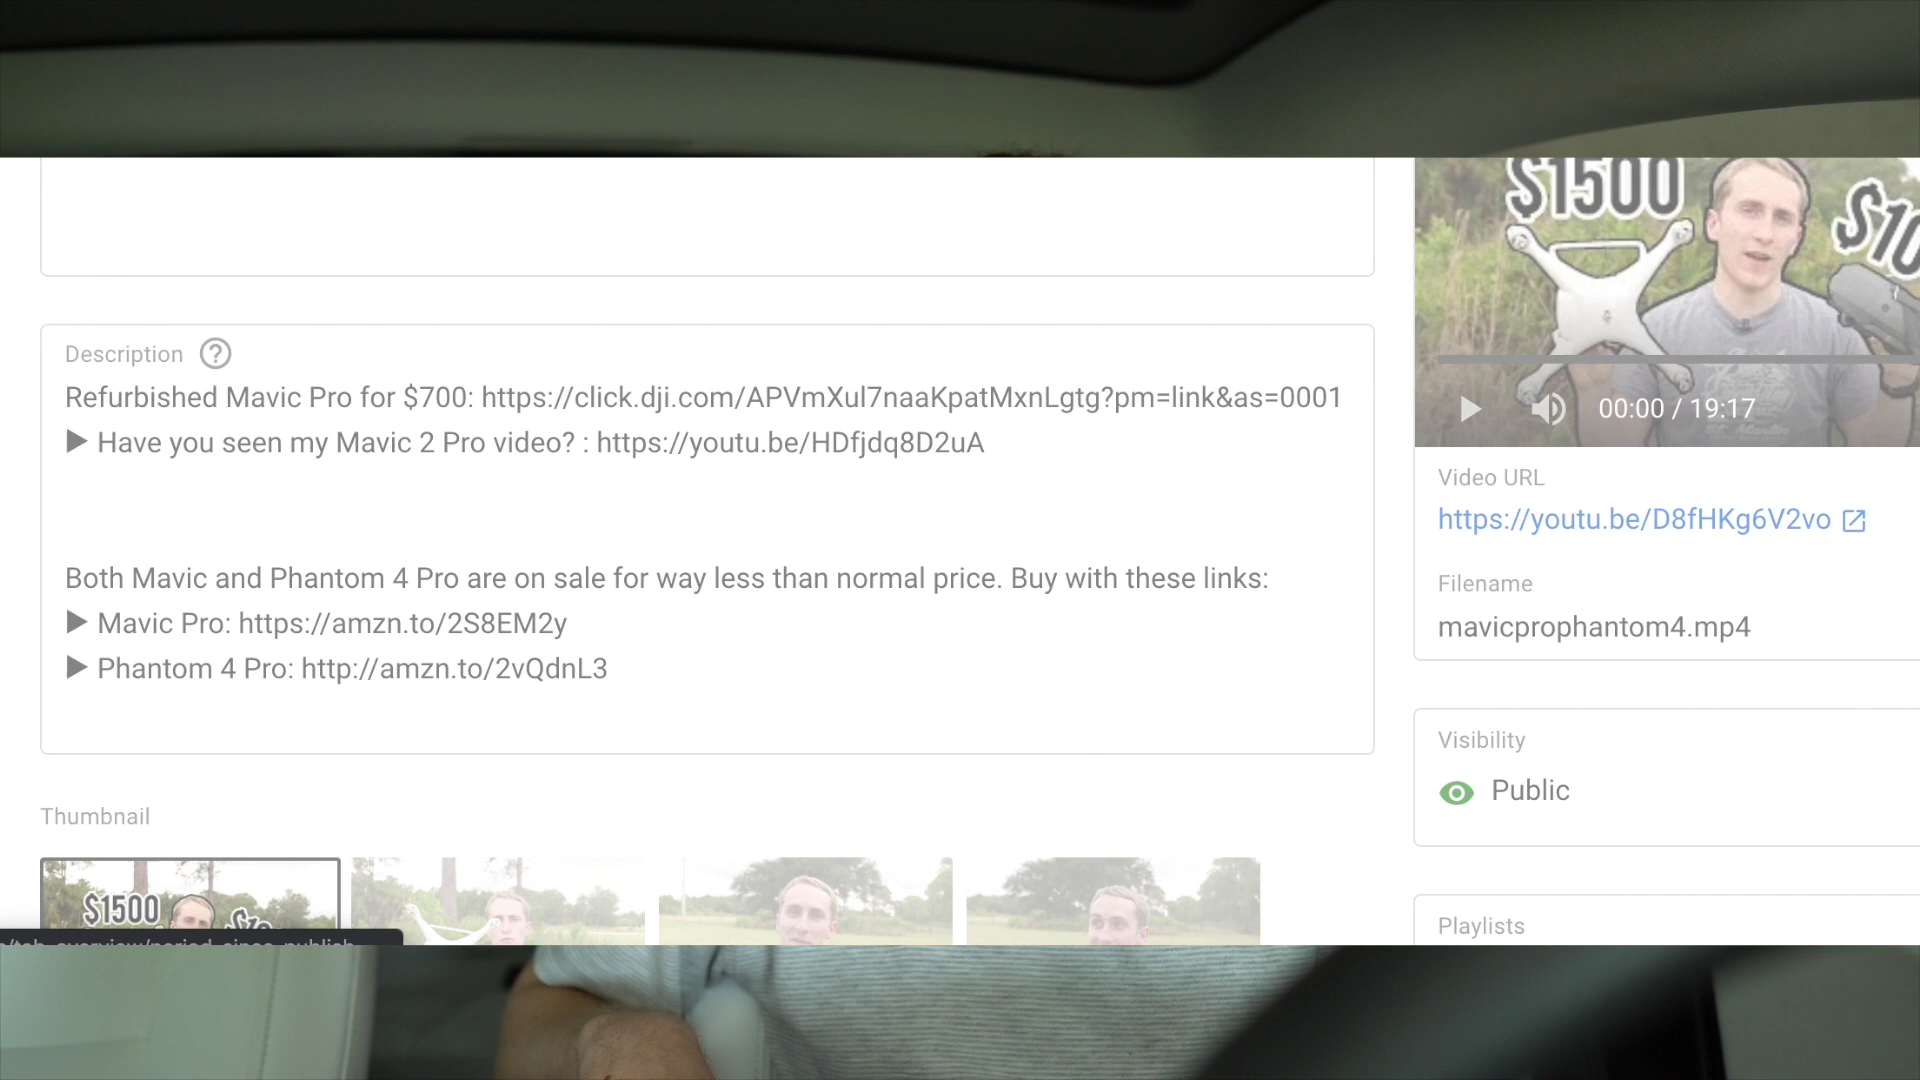 Description ?
Refurbished Mavic Pro for $700: https://click.dji.com/APVmXul7naaKpatMxnLgtg?pm=link&as=0001
▶ Have you seen my Mavic 2 Pro video? : https://youtu.be/HDfjdq8D2uA
Both Mavic and Phantom 4 Pro are on sale for way less than normal price. Buy with these links:
▶ Mavic Pro: https://amzn.to/2S8EM2y
▶ Phantom 4 Pro: http://amzn.to/2vQdnL3
Thumbnail
$1500
$1500
$10
00:00 / 19:17
Video URL
https://youtu.be/D8fHKg6V2vo
Filename
mavicprophantom4.mp4
Visibility
Public
Playlists